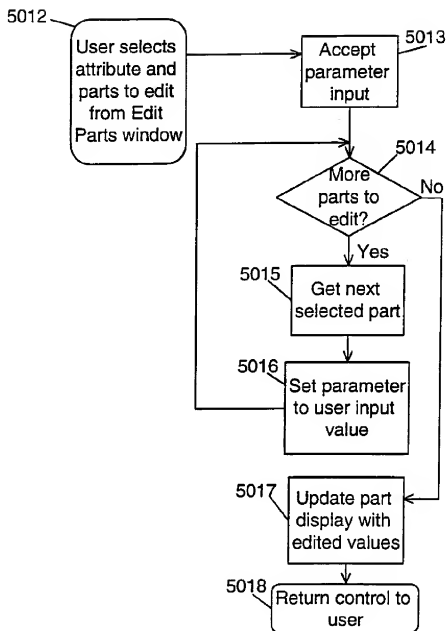 5012
User selects
attribute and
parts to edit
from Edit
Parts window
5013
Accept
parameter
input
5014
More
parts to
edit?
No
Yes
5015
Get next
selected part
5016
Set parameter
to user input
value
5017
Update part
display with
edited values
5018
Return control to
user